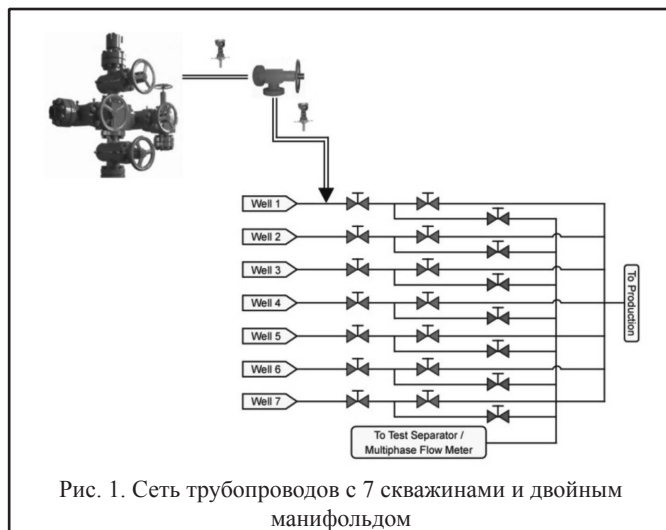 Well 1
Well 2
Well 3
Well 4
Well 5
Well 6
Well 7
To Production
To Test Separator /
Multiphase Flow Meter
Рис. 1. Сеть трубопроводов с 7 скважинами и двойным
манифольдом